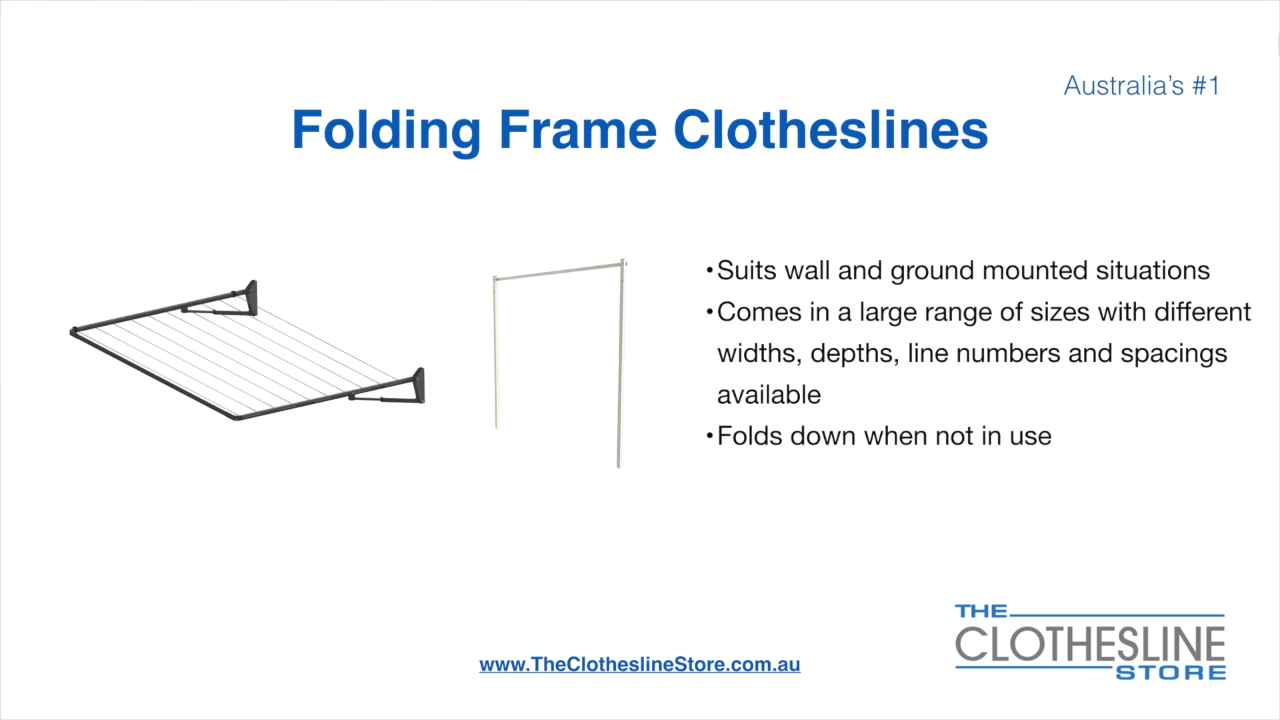 Australia's #1
Folding Frame Clotheslines
•Suits wall and ground mounted situations
•Comes in a large range of sizes with different
widths, depths, line numbers and spacings
available
•Folds down when not in use
www.TheClotheslineStore.com.au
THE
CLOTHESLINE
STORE